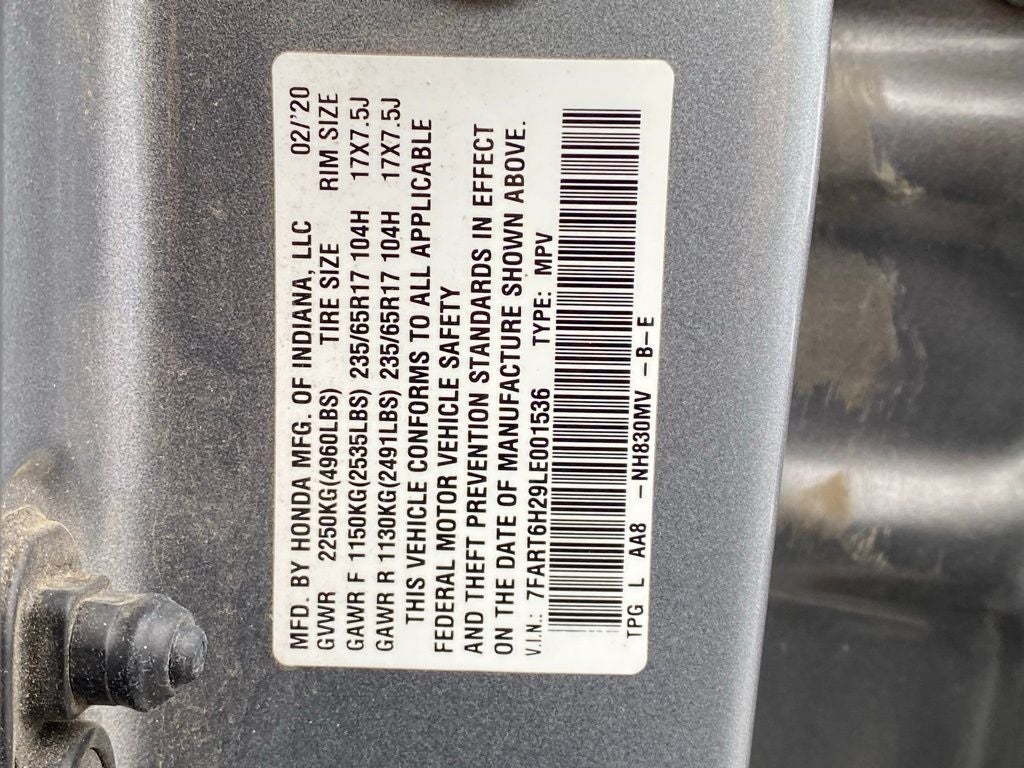 MFD. BY HONDA MFG. OF INDIANA, LLC 02/'20
GVWR 2250KG(4960LBS) TIRE SIZE RIM SIZE
GAWR F 1150KG(2535LBS) 235/65R17 104H 17X7.5J
GAWR R 1130KG(2491LBS) 235/65R17 104H 17X7.5J
THIS VEHICLE CONFORMS TO ALL APPLICABLE
FEDERAL MOTOR VEHICLE SAFETY
AND THEFT PREVENTION STANDARDS IN EFFECT
ON THE DATE OF MANUFACTURE SHOWN ABOVE.
V.I.N.: 7FART6H29LE001536 TYPE: MPV
TPG L AA8 -NH830MV -B-E